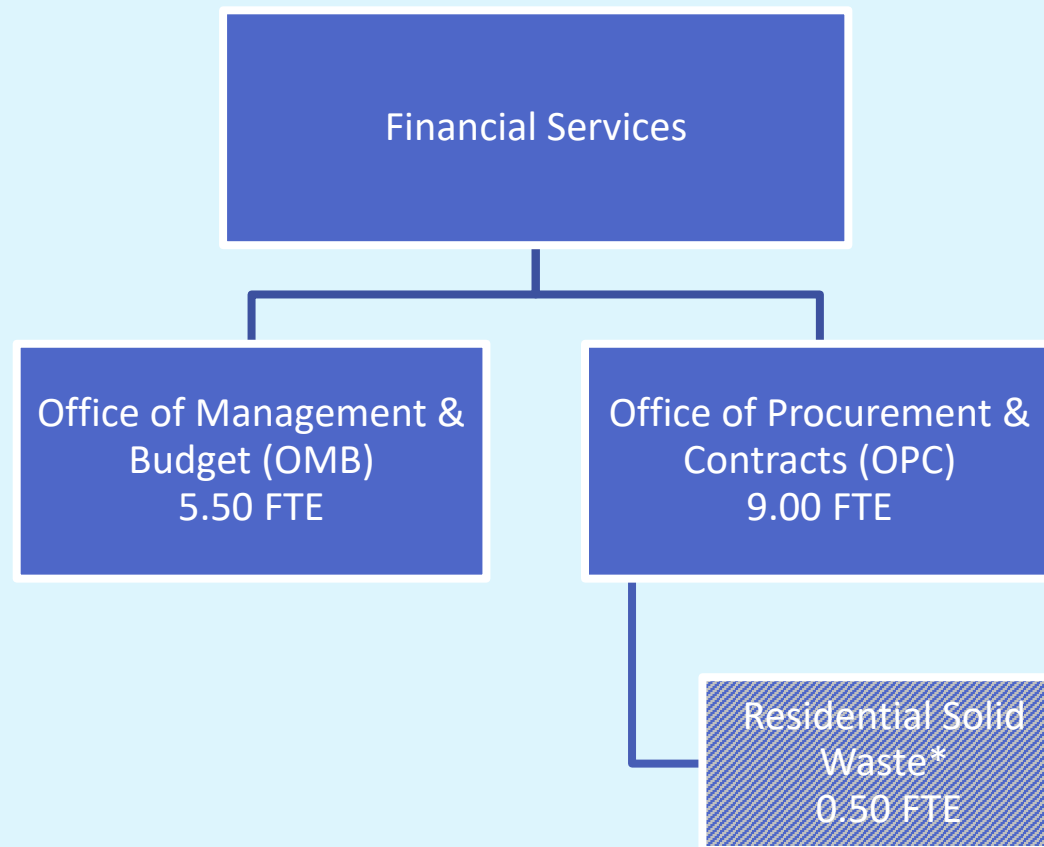 Financial Services
Office of Management &
Budget (OMB)
5.50 FTE
Office of Procurement &
Contracts (OPC)
9.00 FTE
Residential Solid
Waste*
0.50 FTE